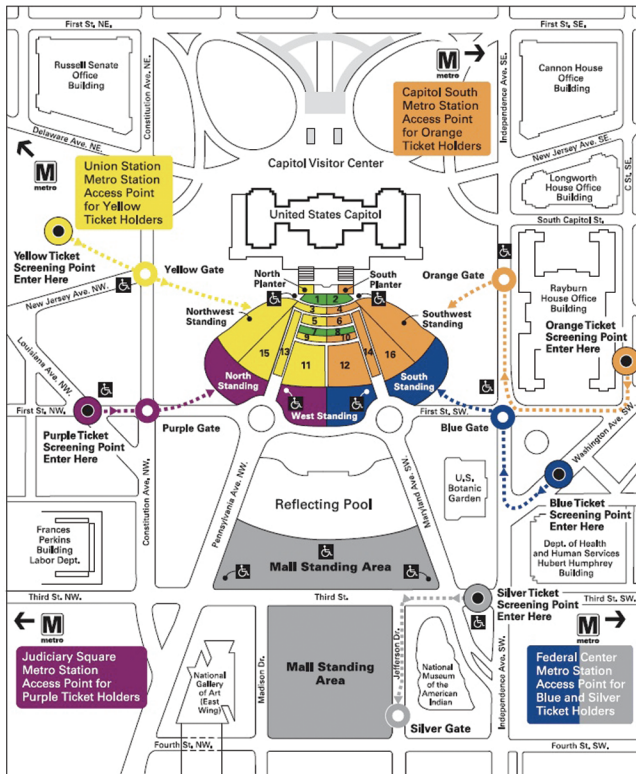 First St. NE.
First St. SE.
Russell Senate
Office
Building
Constitution Ave. NE.
M
metro
Capitol South
Metro Station
Access Point
for Orange
Ticket Holders
Independence Ave. SE.
Cannon House
Office
Building
Delaware Ave. NE.
New Jersey Ave. SE.
M
metro
Union Station
Metro Station
Access Point
for Yellow
Ticket Holders
Capitol Visitor Center
Longworth
House Office
Building
C St. SE.
United States Capitol
South Capitol St.
Yellow Ticket
Screening Point
Enter Here
Yellow Gate
North
Planter
South
Planter
Orange Gate
Rayburn
House Office
Building
New Jersey Ave. NW.
Northwest
Standing
Southwest
Standing
Orange Ticket
Screening Point
Enter Here
1
2
3
4
5
6
7
8
9
10
15
13
11
12
14
16
Louisiana Ave. NW.
North
Standing
South
Standing
West Standing
First St. NW.
First St. SW.
Purple Ticket
Screening Point
Enter Here
Purple Gate
Blue Gate
Washington Ave. SW.
Constitution Ave. NW.
Pennsylvania Ave. NW.
Maryland Ave. SW.
U.S.
Botanic
Garden
Blue Ticket
Screening Point
Enter Here
Reflecting Pool
Frances
Perkins
Building
Labor Dept.
Dept. of Health
and Human Services
Hubert Humphrey
Building
Mall Standing Area
Third St. NW.
Third St.
Third St. SW.
Silver Ticket
Screening Point
Enter Here
M
metro
Judiciary Square
Metro Station
Access Point for
Purple Ticket Holders
National
Gallery
of Art
(East
Wing)
Madison Dr.
Mall Standing
Area
Jefferson Dr.
National
Museum
of the
American
Indian
Independence Ave. SW.
M
metro
Federal Center
Metro Station
Access Point for
Blue and Silver
Ticket Holders
Silver Gate
Fourth St. NW.
Fourth St. SW.